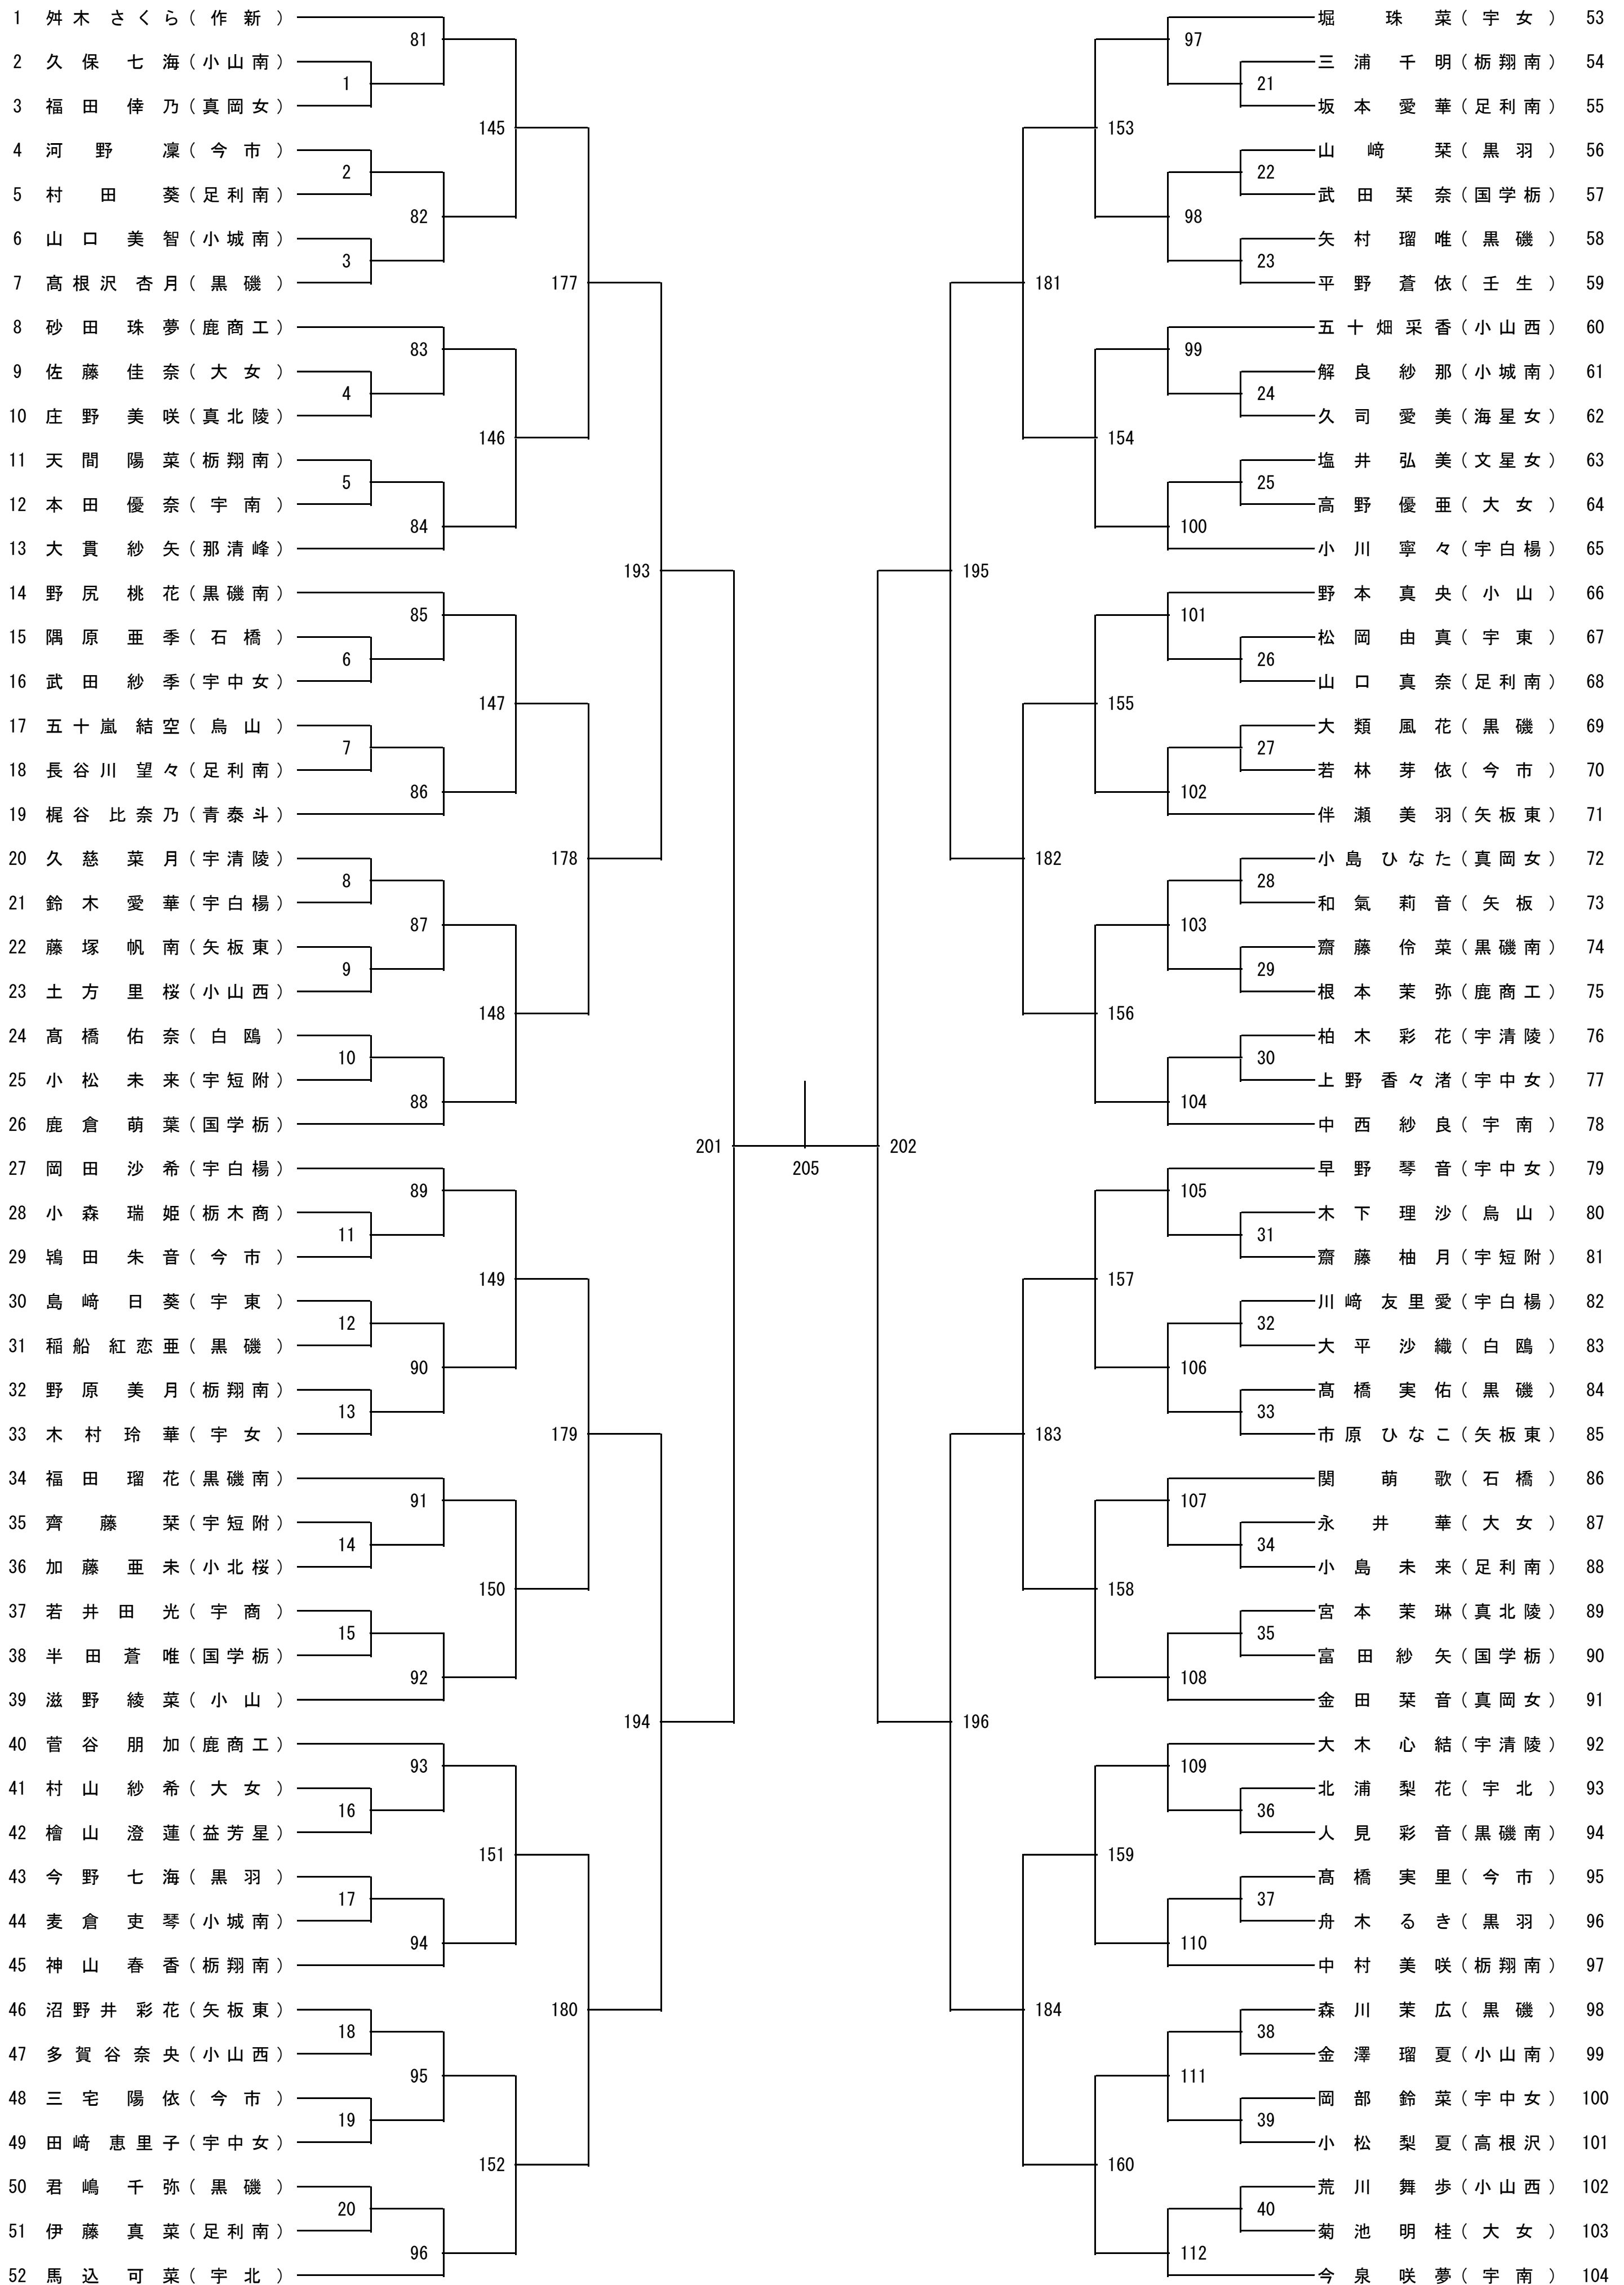 1 舛木 さくら（作新）
2 久保 七海（小山南）
3 福田 倖乃（真岡女）
4 河野 凜（今市）
5 村田 葵（足利南）
6 山口 美智（小城南）
7 髙根沢 杏月（黒磯）
8 砂田 珠夢（鹿商工）
9 佐藤 佳奈（大女）
10 庄野 美咲（真北陵）
11 天間 陽菜（栃翔南）
12 本田 優奈（宇南）
13 大貫 紗矢（那清峰）
14 野尻 桃花（黒磯南）
15 隅原 亜季（石橋）
16 武田 紗季（宇中女）
17 五十嵐 結空（烏山）
18 長谷川 望々（足利南）
19 梶谷 比奈乃（青泰斗）
20 久慈 菜月（宇清陵）
21 鈴木 愛華（宇白楊）
22 藤塚 帆南（矢板東）
23 土方 里桜（小山西）
24 髙橋 佑奈（白鴎）
25 小松 未来（宇短附）
26 鹿倉 萌葉（国学栃）
27 岡田 沙希（宇白楊）
28 小森 瑞姫（栃木商）
29 鴇田 朱音（今市）
30 島﨑 日葵（宇東）
31 稲船 紅恋亜（黒磯）
32 野原 美月（栃翔南）
33 木村 玲華（宇女）
34 福田 瑠花（黒磯南）
35 齊藤 栞（宇短附）
36 加藤 亜未（小北桜）
37 若井田 光（宇商）
38 半田 蒼唯（国学栃）
39 滋野 綾菜（小山）
40 菅谷 朋加（鹿商工）
41 村山 紗希（大女）
42 檜山 澄蓮（益芳星）
43 今野 七海（黒羽）
44 麦倉 吏琴（小城南）
45 神山 春香（栃翔南）
46 沼野井 彩花（矢板東）
47 多賀谷 奈央（小山西）
48 三宅 陽依（今市）
49 田﨑 恵里子（宇中女）
50 君嶋 千弥（黒磯）
51 伊藤 真菜（足利南）
52 馬込 可菜（宇北）
81
1
145
2
82
3
177
83
4
146
5
84
193
85
6
147
7
86
178
8
87
9
148
10
88
201
89
11
149
12
90
13
179
91
14
150
15
92
194
93
16
151
17
94
180
18
95
19
152
20
96
205
202
97
21
153
22
98
23
181
99
24
154
25
100
195
101
26
155
27
102
182
28
103
29
156
30
104
105
31
157
32
106
33
183
107
34
158
35
108
196
109
36
159
37
110
184
38
111
39
160
40
112
堀 珠菜（宇女） 53
三浦 千明（栃翔南） 54
坂本 愛華（足利南） 55
山﨑 栞（黒羽） 56
武田 栞奈（国学栃） 57
矢村 瑠唯（黒磯） 58
平野 蒼依（壬生） 59
五十畑 采香（小山西） 60
解良 紗那（小城南） 61
久司 愛美（海星女） 62
塩井 弘美（文星女） 63
高野 優亜（大女） 64
小川 寧々（宇白楊） 65
野本 真央（小山） 66
松岡 由真（宇東） 67
山口 真奈（足利南） 68
大類 風花（黒磯） 69
若林 芽依（今市） 70
伴瀬 美羽（矢板東） 71
小島 ひなた（真岡女） 72
和氣 莉音（矢板） 73
齋藤 伶菜（黒磯南） 74
根本 茉弥（鹿商工） 75
柏木 彩花（宇清陵） 76
上野 香々渚（宇中女） 77
中西 紗良（宇南） 78
早野 琴音（宇中女） 79
木下 理沙（烏山） 80
齋藤 柚月（宇短附） 81
川﨑 友里愛（宇白楊） 82
大平 沙織（白鴎） 83
髙橋 実佑（黒磯） 84
市原 ひなこ（矢板東） 85
関 萌歌（石橋） 86
永井 華（大女） 87
小島 未来（足利南） 88
宮本 茉琳（真北陵） 89
富田 紗矢（国学栃） 90
金田 栞音（真岡女） 91
大木 心結（宇清陵） 92
北浦 梨花（宇北） 93
人見 彩音（黒磯南） 94
髙橋 実里（今市） 95
舟木 るき（黒羽） 96
中村 美咲（栃翔南） 97
森川 茉広（黒磯） 98
金澤 瑠夏（小山南） 99
岡部 鈴菜（宇中女） 100
小松 梨夏（高根沢） 101
荒川 舞歩（小山西） 102
菊池 明桂（大女） 103
今泉 咲夢（宇南） 104